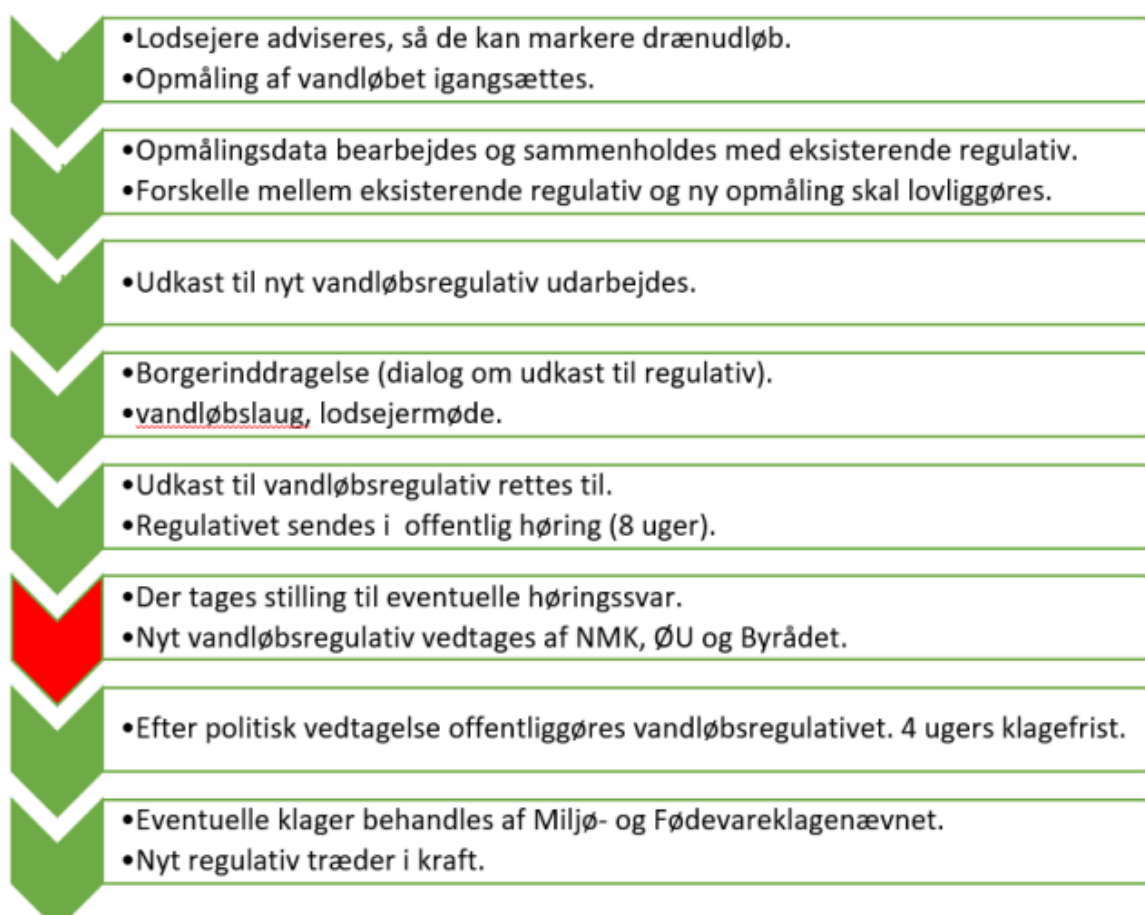 •Lodsejere adviseres, så de kan markere drænudløb.
•Opmåling af vandløbet igangsættes.
•Opmålingsdata bearbejdes og sammenholdes med eksisterende regulativ.
•Forskelle mellem eksisterende regulativ og ny opmåling skal lovliggøres.
•Udkast til nyt vandløbsregulativ udarbejdes.
•Borgerinddragelse (dialog om udkast til regulativ).
•vandløbslaug, lodsejermøde.
•Udkast til vandløbsregulativ rettes til.
•Regulativet sendes i  offentlig høring (8 uger).
•Der tages stilling til eventuelle høringssvar.
•Nyt vandløbsregulativ vedtages af NMK, ØU og Byrådet.
•Efter politisk vedtagelse offentliggøres vandløbsregulativet. 4 ugers klagefrist.
•Eventuelle klager behandles af Miljø- og Fødevareklagenævnet.
•Nyt regulativ træder i kraft.